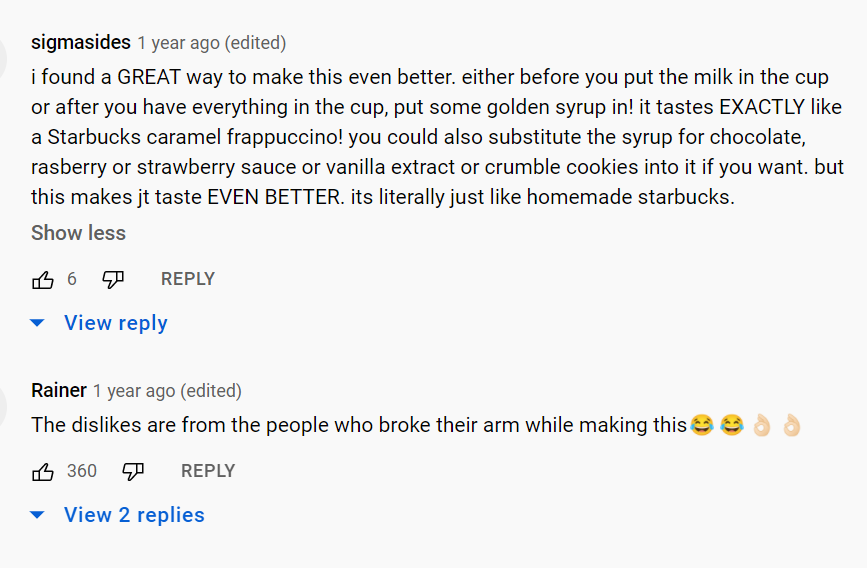 sigmasides 1 year ago (edited)
i found a GREAT way to make this even better. either before you put the milk in the cup
or after you have everything in the cup, put some golden syrup in! it tastes EXACTLY like
a Starbucks caramel frappuccino! you could also substitute the syrup for chocolate,
rasberry or strawberry sauce or vanilla extract or crumble cookies into it if you want. but
this makes jt taste EVEN BETTER. its literally just like homemade starbucks.
Show less
6 REPLY
View reply
Rainer 1 year ago (edited)
The dislikes are from the people who broke their arm while making this😂😂👌🏻👌🏻
360 REPLY
View 2 replies